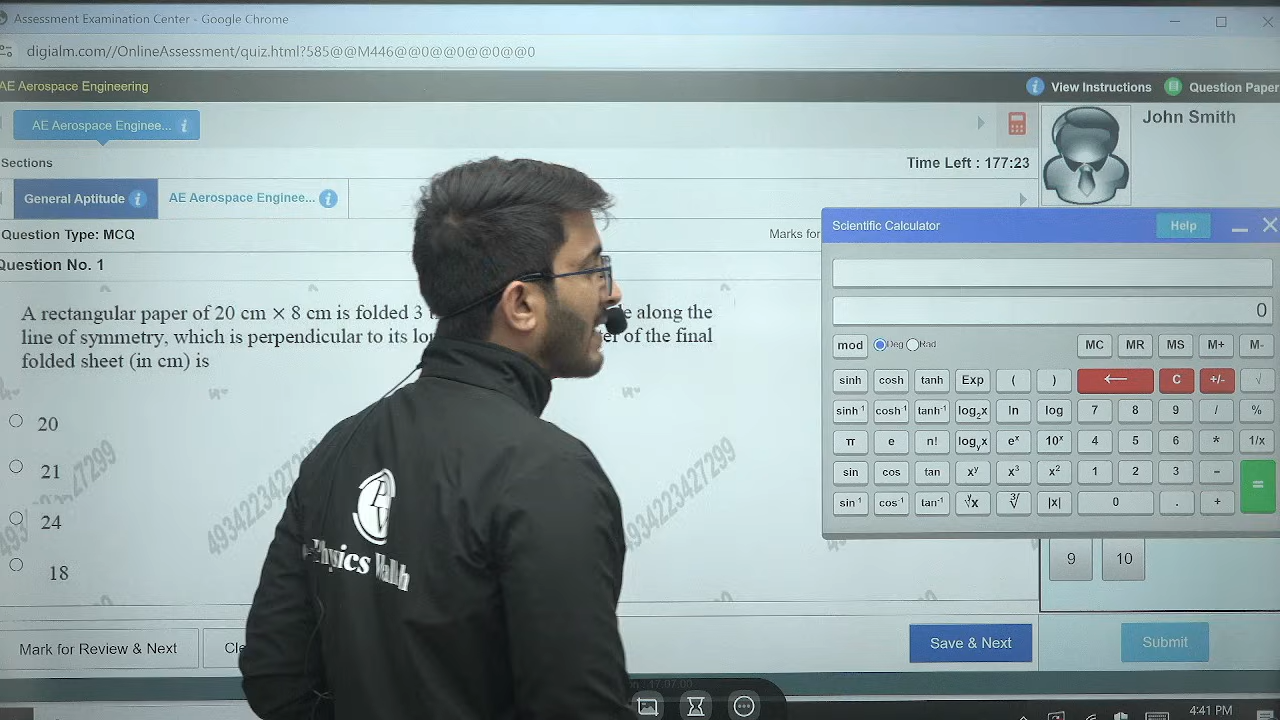 Assessment Examination Center - Google Chrome
digialm.com//OnlineAssessment/quiz.html?585@@M446@@0@@0@@0@@0
AE Aerospace Engineering
View Instructions
Question Paper
AE Aerospace Enginee... i
John Smith
Sections
Time Left : 177:23
General Aptitude i
AE Aerospace Enginee... i
Question Type: MCQ
Marks for
Question No. 1
A rectangular paper of 20 cm × 8 cm is folded 3 along the
line of symmetry, which is perpendicular to its of the final
folded sheet (in cm) is
20
21
24
18
4934223427299
Scientific Calculator
Help
0
mod Deg Rad MC MR MS M+ M-
sinh cosh tanh Exp ( ) ← C +/- √
sinh⁻¹ cosh⁻¹ tanh⁻¹ log₂x ln log 7 8 9 / %
π e n! logᵧx eˣ 10ˣ 4 5 6 * 1/x
sin cos tan xʸ x³ x² 1 2 3 - =
sin⁻¹ cos⁻¹ tan⁻¹ ʸ√x ³√ |x| 0 . +
9 10
Physics Wallah
Mark for Review & Next
Save & Next
Submit
4:41 PM